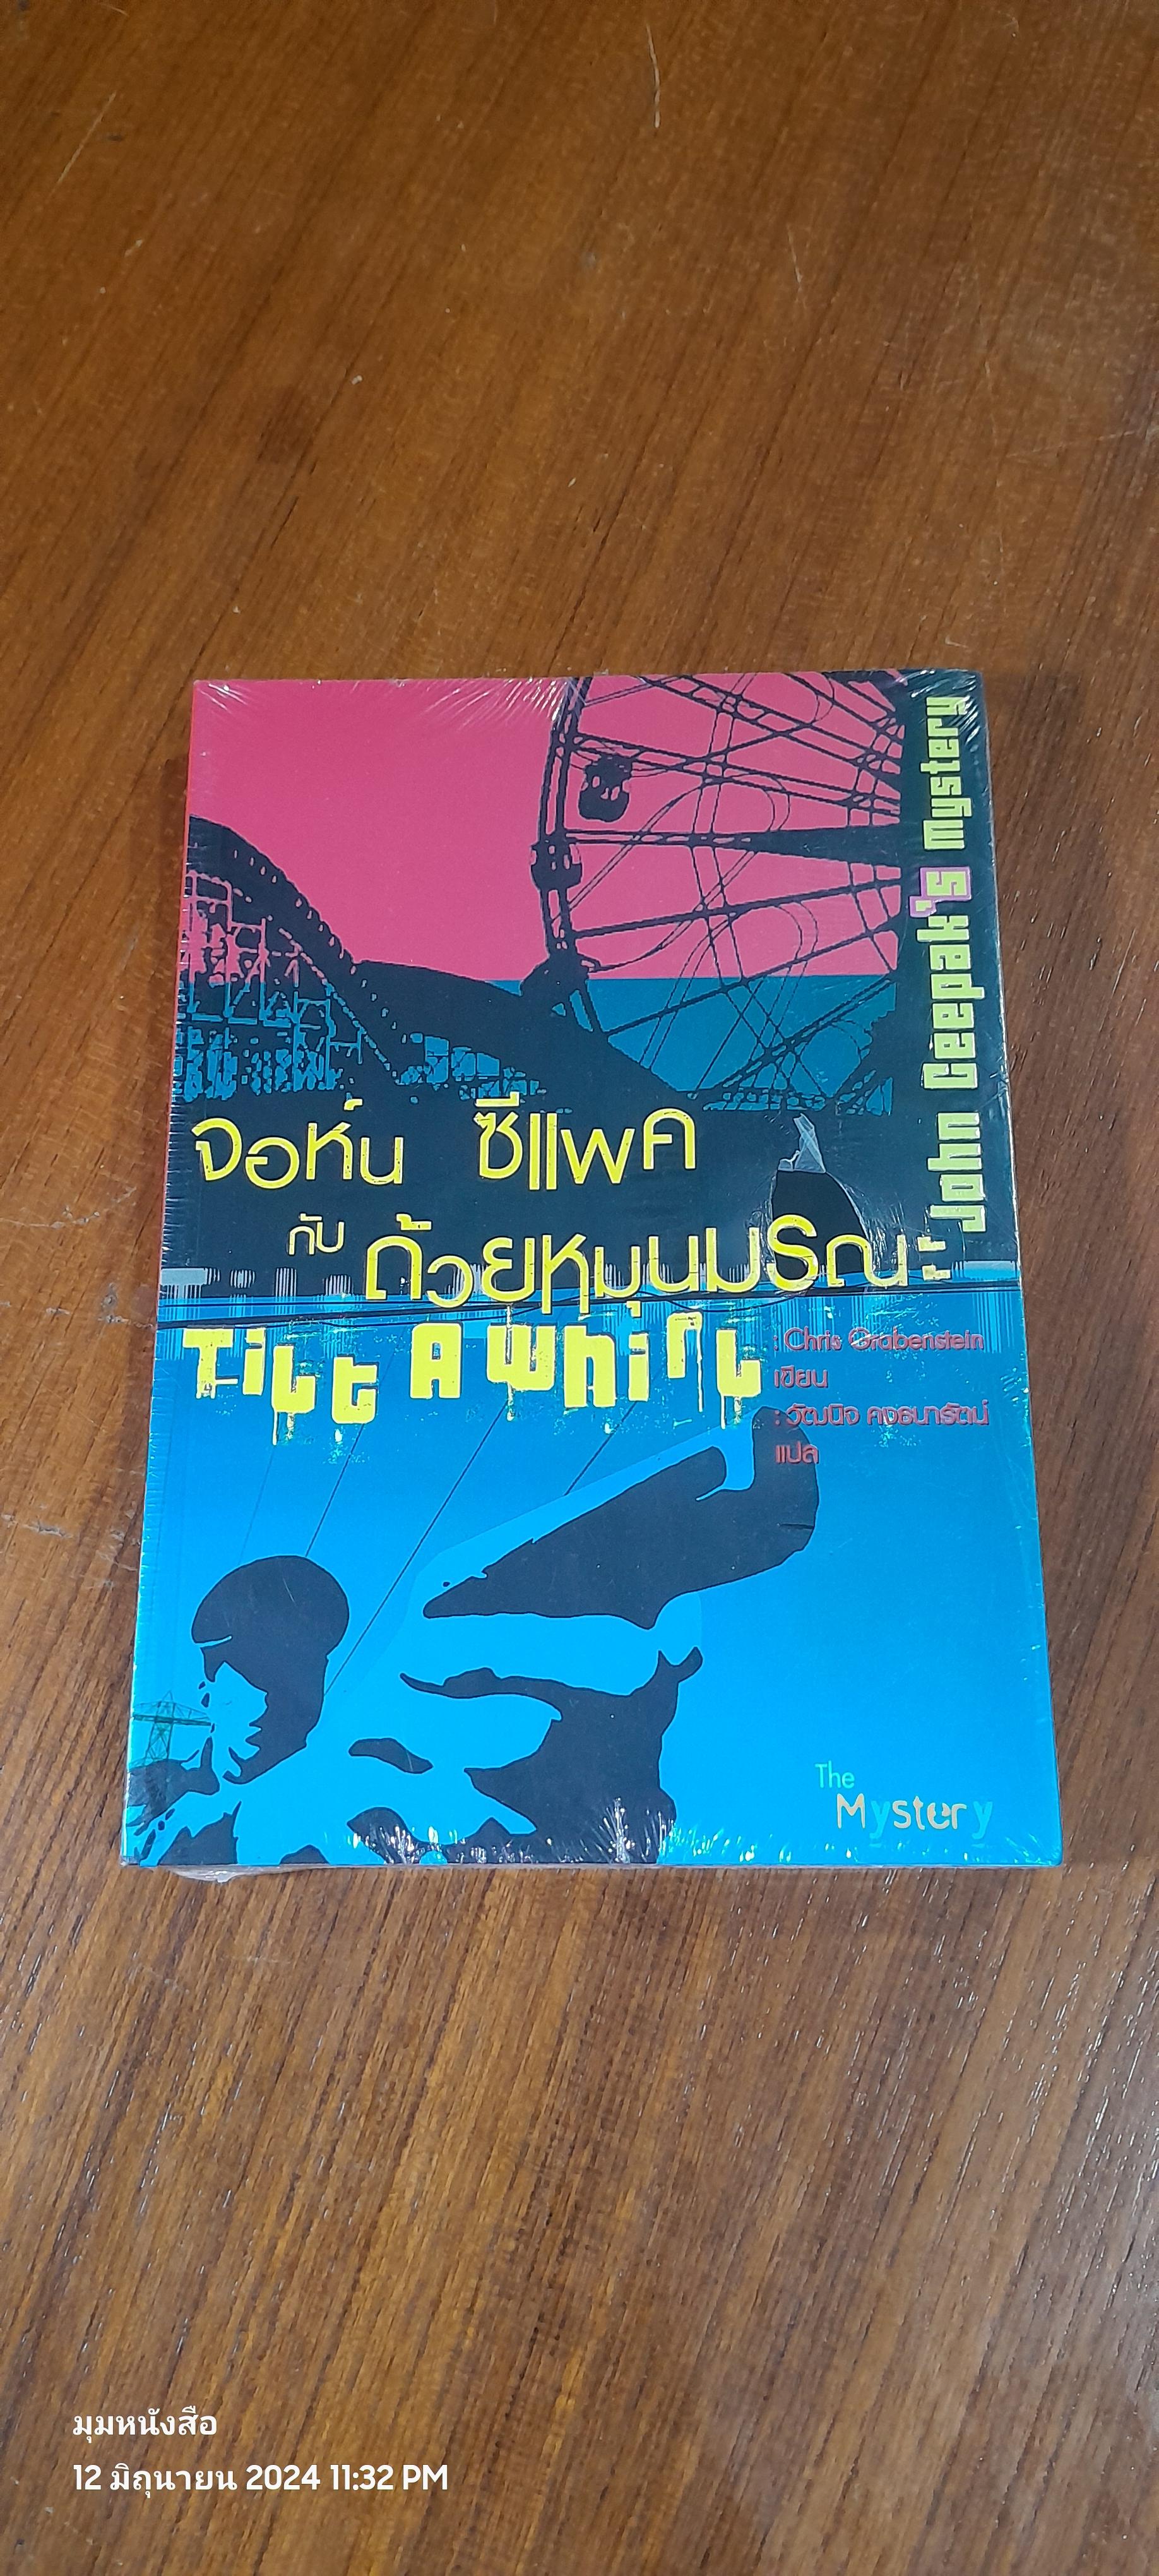 John Ceepak's Mystery
จอห์น ซีแพค
กับ ถ้วยหมุนมรณะ
Tilt A Whirl
: Chris Grabenstein
เขียน
: วัฒนิจ คงธนารัตน์
แปล
The
Mystery
มุมหนังสือ
12 มิถุนายน 2024 11:32 PM